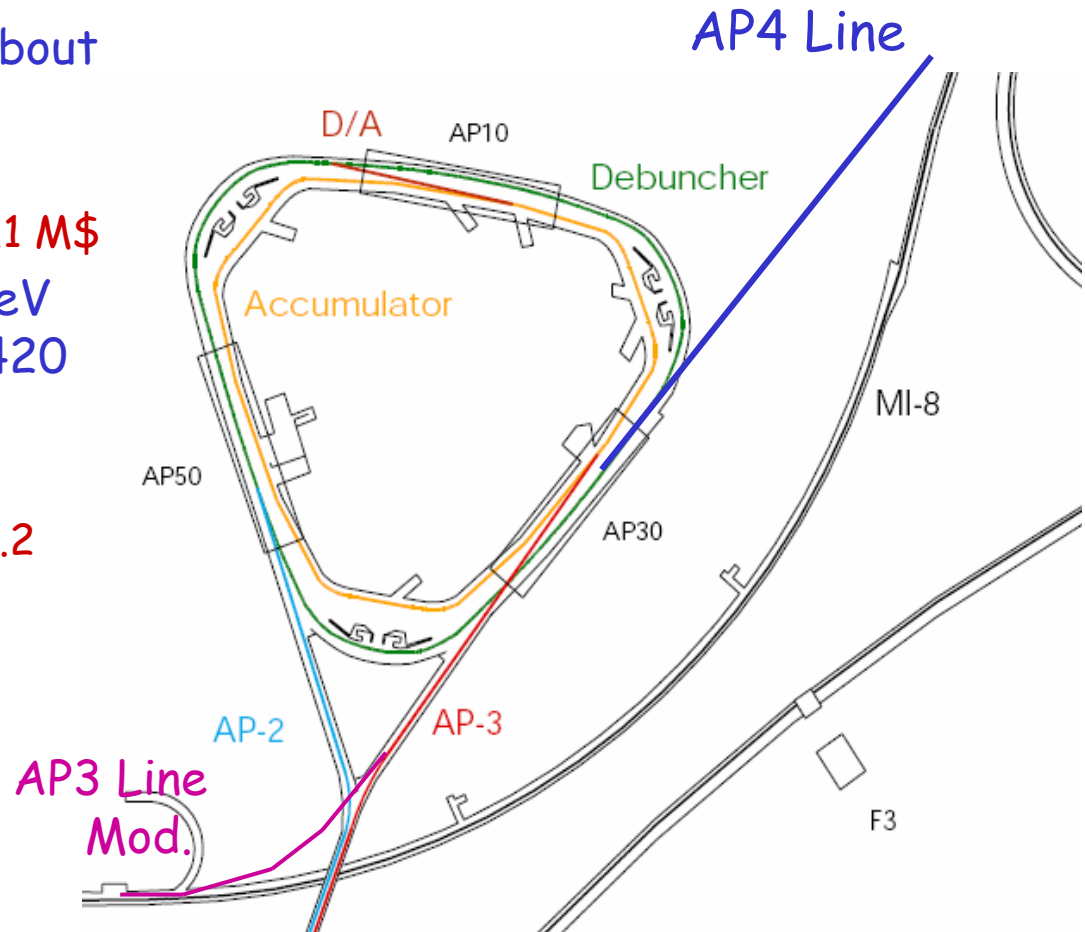 AP4 Line
D/A
AP10
Debuncher
1 M$
eV
420
Accumulator
MI-8
AP50
AP30
.2
AP-2
AP-3
AP3 Line
Mod.
F3